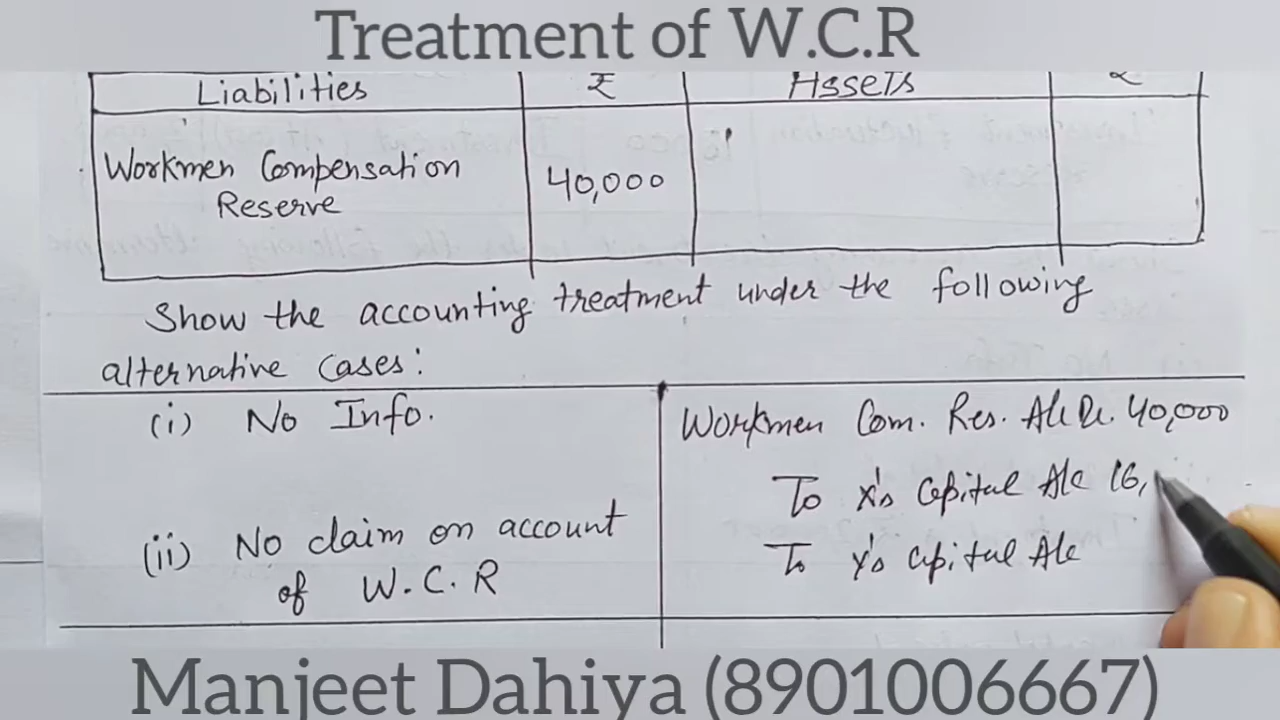 Treatment of W.C.R
Liabilities ₹ Assets ₹
Workmen Compensation 40,000
Reserve
Show the accounting treatment under the following
alternative cases:
(i) No Info.
Workmen Com. Res. A/c Dr. 40,000
To X's Capital A/c 16,
(ii) No claim on account
of W.C.R
To Y's Capital A/c
Manjeet Dahiya (8901006667)